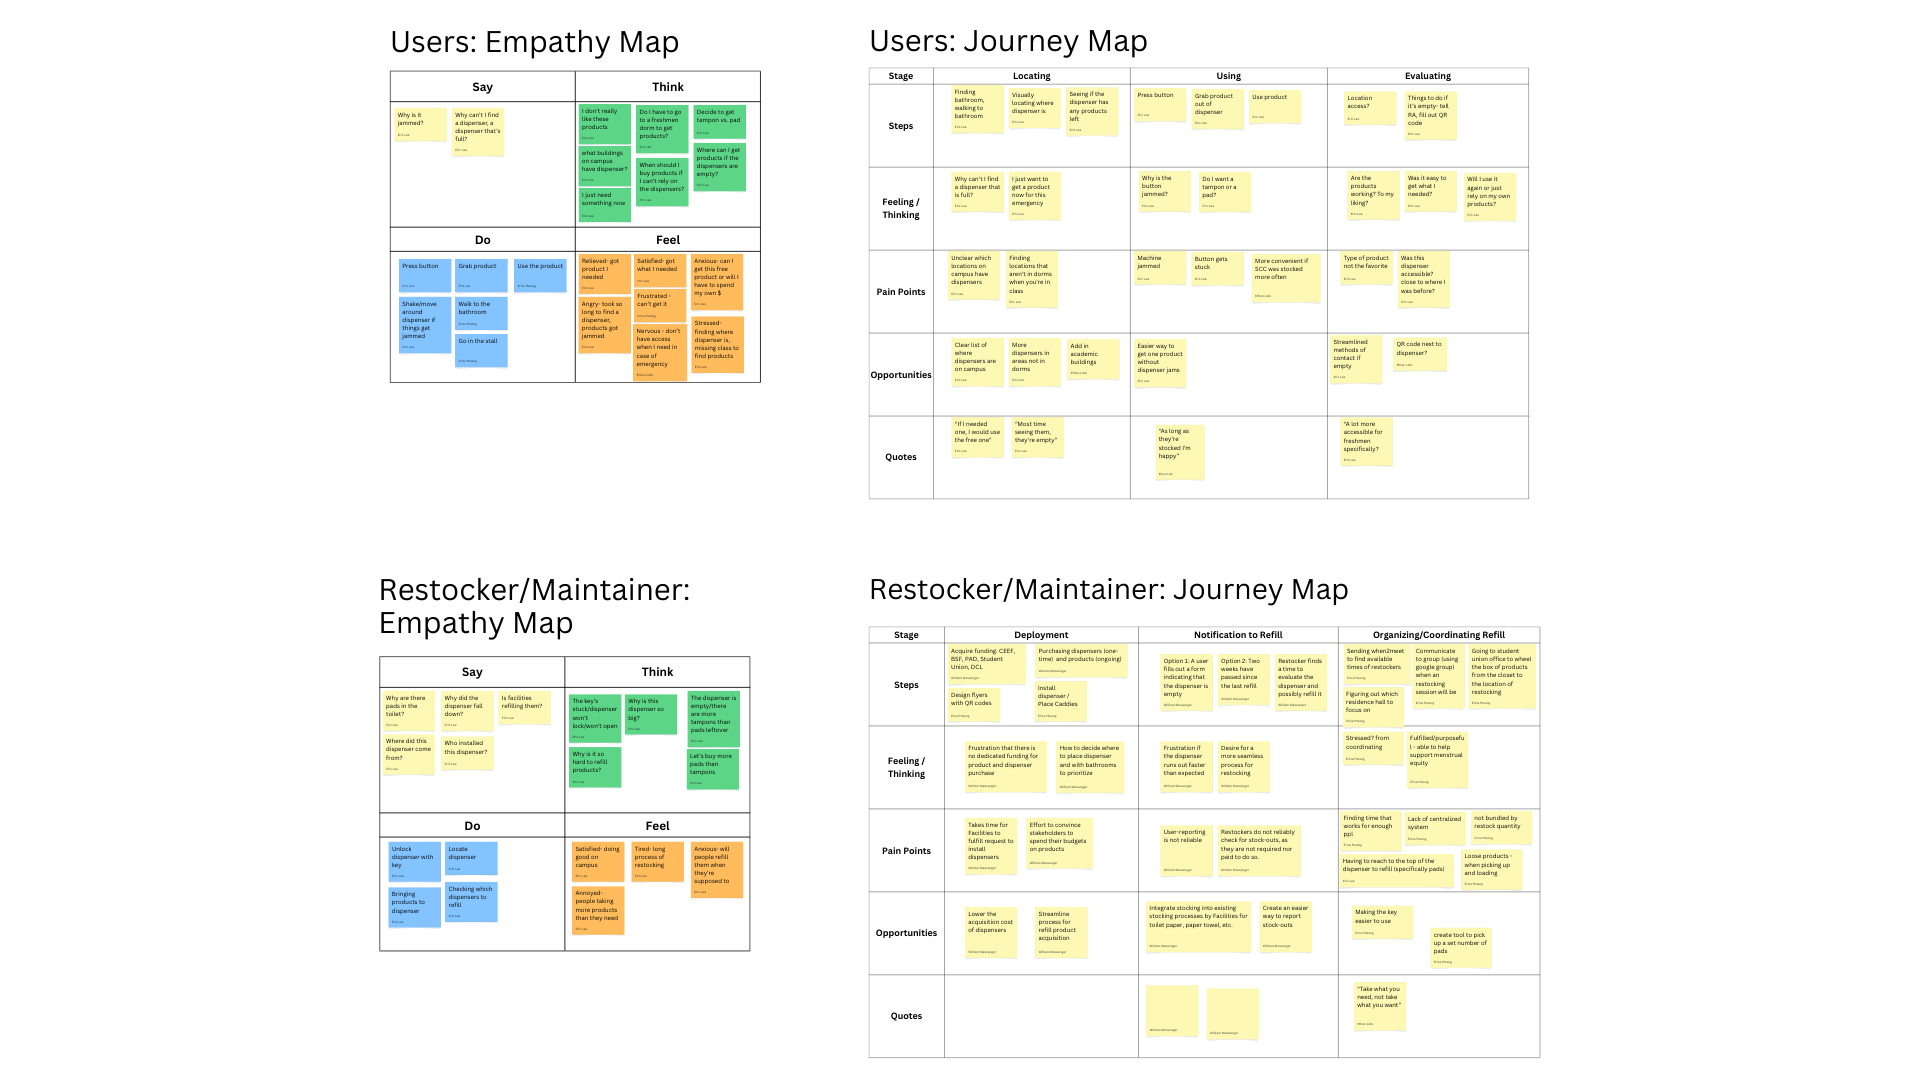 Users: Empathy Map
Say
Think
Why is it
jammed?
Why can't I find
a dispenser, a
dispenser that's
full?
I don't really
like these
products
Do I have to go
to a freshmen
dorm to get
products?
Decide to get
tampon vs. pad
what buildings
on campus
have dispenser?
When should I
buy products if
I can't rely on
the dispensers?
Where can I get
products if the
dispensers are
empty?
I just need
something now
Do
Feel
Press button
Grab product
Use the product
Shake/move
around
dispenser if
things get
jammed
Walk to the
bathroom
Go in the stall
Relieved- got
product I
needed
Satisfied- got
what I needed
Anxious- can I
get this free
product or will I
have to spend
my own $
Angry- took so
long to find a
dispenser,
products got
jammed
Frustrated -
can't get it
Nervous - don't
have access
when I need in
case of
emergency
Stressed-
finding where
dispenser is,
missing class to
find products
Users: Journey Map
Stage
Locating
Using
Evaluating
Steps
Finding
bathroom,
walking to
bathroom
Visually
locating where
dispenser is
Seeing if the
dispenser has
any products
left
Press button
Grab product
out of
dispenser
Use product
Location
access?
Things to do if
it's empty- tell
RA, fill out QR
code
Feeling /
Thinking
Why can't I find
a dispenser that
is full?
I just want to
get a product
now for this
emergency
Why is the
button
jammed?
Do I want a
tampon or a
pad?
Are the
products
working? To my
liking?
Was it easy to
get what I
needed?
Will I use it
again or just
rely on my own
products?
Pain Points
Unclear which
locations on
campus have
dispensers
Finding
locations that
aren't in dorms
when you're in
class
Machine
jammed
Button gets
stuck
More convenient if
SCC was stocked
more often
Type of product
not the favorite
Was this
dispenser
accessible?
close to where I
was before?
Opportunities
Clear list of
where
dispensers are
on campus
More
dispensers in
areas not in
dorms
Add in
academic
buildings
Easier way to
get one product
without
dispenser jams
Streamlined
methods of
contact if
empty
QR code next to
dispenser?
Quotes
"If I needed
one, I would use
the free one"
"Most time
seeing them,
they're empty"
"As long as
they're
stocked I'm
happy"
"A lot more
accessible for
freshmen
specifically?
Restocker/Maintainer:
Empathy Map
Say
Think
Why are there
pads in the
toilet?
Why did the
dispenser fall
down?
Is facilities
refilling them?
Where did this
dispenser come
from?
Who installed
this dispenser?
The key's
stuck/dispenser
won't
lock/won't open
Why is this
dispenser so
big?
The dispenser is
empty/there
are more
tampons than
pads leftover
Why is it so
hard to refill
products?
Let's buy more
pads than
tampons
Do
Feel
Unlock
dispenser with
key
Locate
dispenser
Bringing
products to
dispenser
Checking which
dispensers to
refill
Satisfied- doing
good on
campus
Tired- long
process of
restocking
Anxious- will
people refill
them when
they're
supposed to
Annoyed-
people taking
more products
than they need
Restocker/Maintainer: Journey Map
Stage
Deployment
Notification to Refill
Organizing/Coordinating Refill
Steps
Acquire funding: CEEF,
BSF, PAD, Student
Union, DCL
Purchasing dispensers (one-
time) and products (ongoing)
Design flyers
with QR codes
Install
dispenser /
Place Caddies
Option 1: A user
fills out a form
indicating that
the dispenser is
empty
Option 2: Two
weeks have
passed since
the last refill
Restocker finds
a time to
evaluate the
dispenser and
possibly refill it
Sending when2meet
to find available
times of restockers
Communicate
to group (using
google group)
when an
restocking
session will be
Going to student
union office to wheel
the box of products
from the closet to
the location of
restocking
Figuring out which
residence hall to
focus on
Feeling /
Thinking
Frustration that there is
no dedicated funding for
product and dispenser
purchase
How to decide where
to place dispenser
and with bathrooms
to prioritize
Frustration if
the dispenser
runs out faster
than expected
Desire for a
more seamless
process for
restocking
Stressed? from
coordinating
Fulfilled/purposefu
l - able to help
support menstrual
equity
Pain Points
Takes time for
Facilities to
fulfill request to
install
dispensers
Effort to convince
stakeholders to
spend their budgets
on products
User-reporting
is not reliable
Restockers do not reliably
check for stock-outs, as
they are not required nor
paid to do so.
Finding time that
works for enough
ppl
Lack of centralized
system
not bundled by
restock quantity
Having to reach to the top of the
dispenser to refill (specifically pads)
Loose products -
when picking up
and loading
Opportunities
Lower the
acquisition cost
of dispensers
Streamline
process for
refill product
acquisition
Integrate stocking into existing
stocking processes by Facilities for
toilet paper, paper towel, etc.
Create an easier
way to report
stock-outs
Making the key
easier to use
create tool to pick
up a set number of
pads
Quotes
"Take what you
need, not take
what you want"